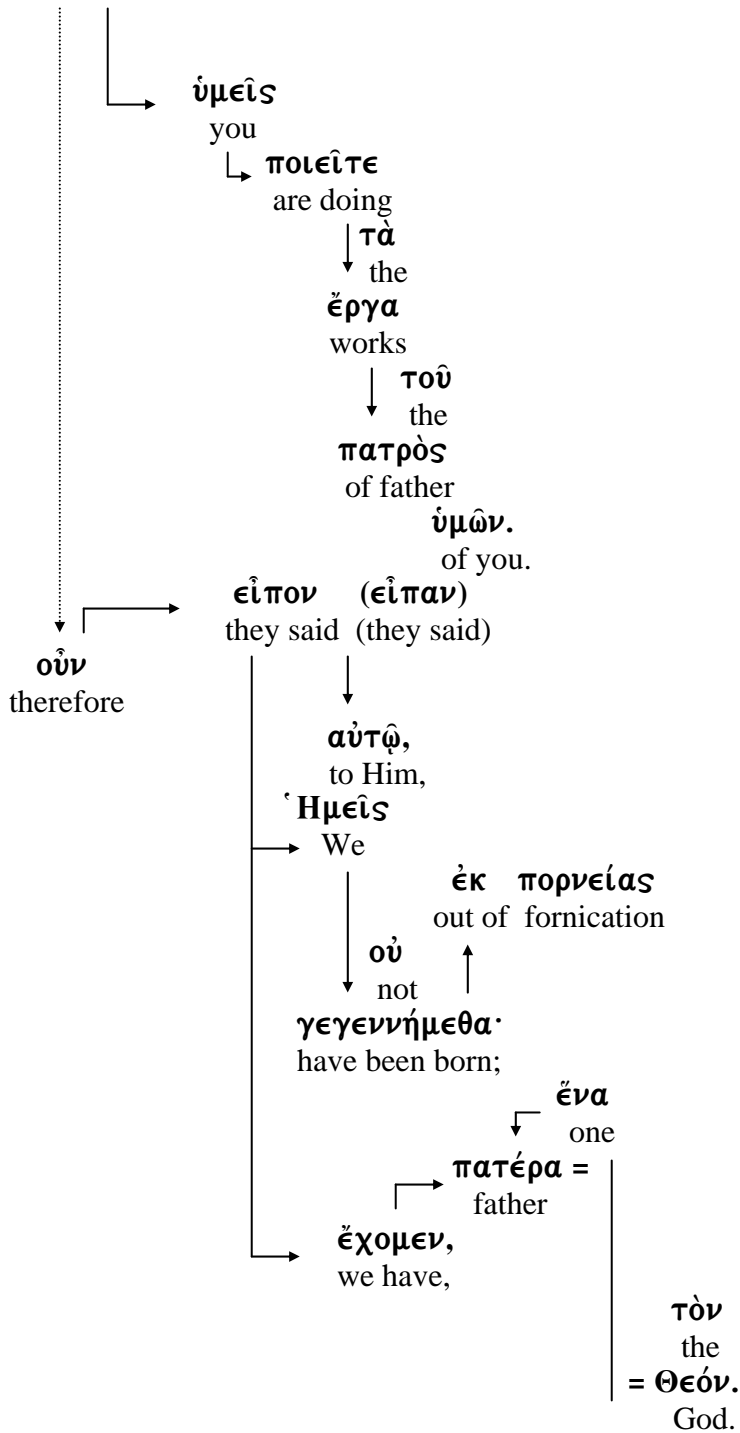 ὑμεῖς
you
ποιεῖτε
are doing
τὰ
the
ἔργα
works
τοῦ
the
πατρὸς
of father
ὑμῶν.
of you.
εἶπον (εἶπαν)
they said (they said)
οὖν
therefore
αὐτῷ,
to Him,
Ἡμεῖς
We
ἐκ πορνείας
out of fornication
οὐ
not
γεγεννήμεθα·
have been born;
ἕνα
one
πατέρα =
father
ἔχομεν,
we have,
τὸν
the
= Θεόν.
God.